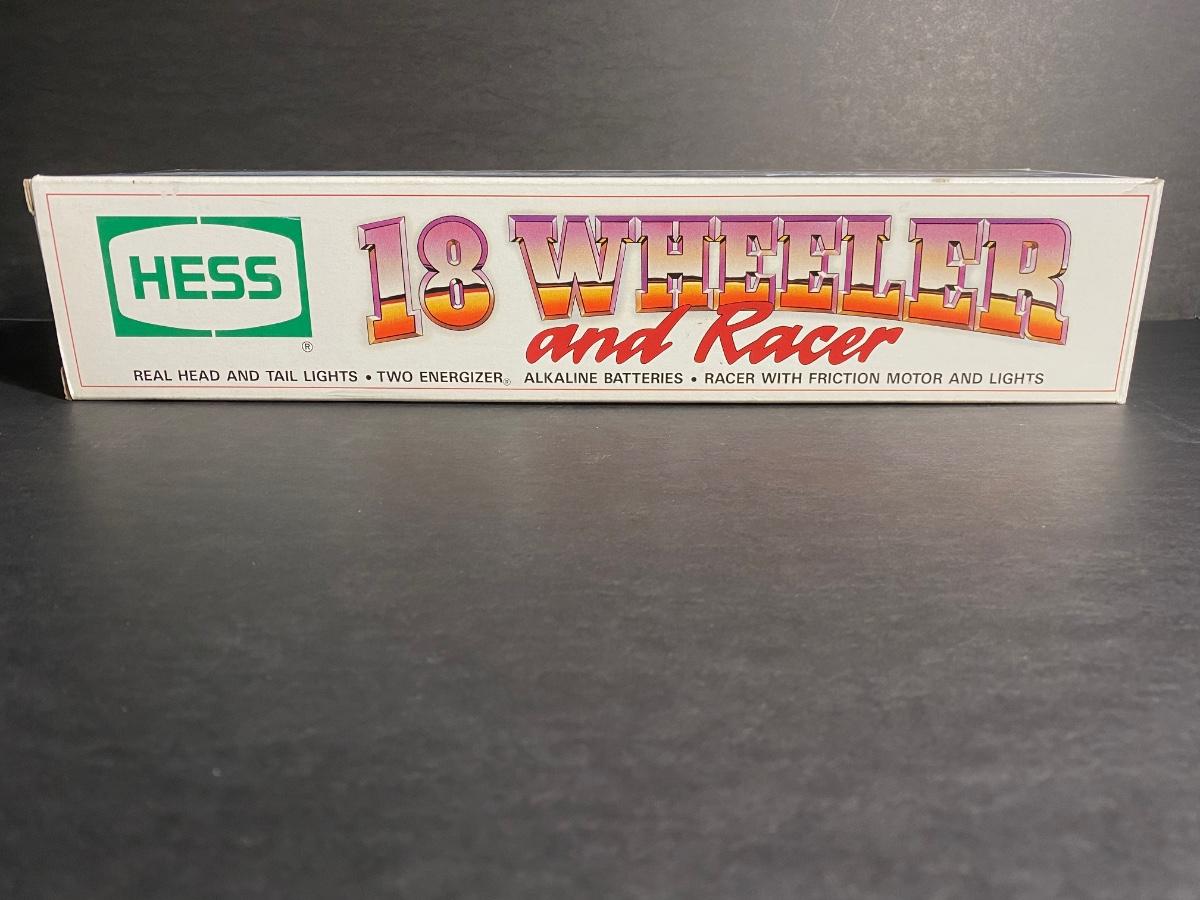 HESS
®
18 WHEELER
and Racer
REAL HEAD AND TAIL LIGHTS • TWO ENERGIZER® ALKALINE BATTERIES • RACER WITH FRICTION MOTOR AND LIGHTS